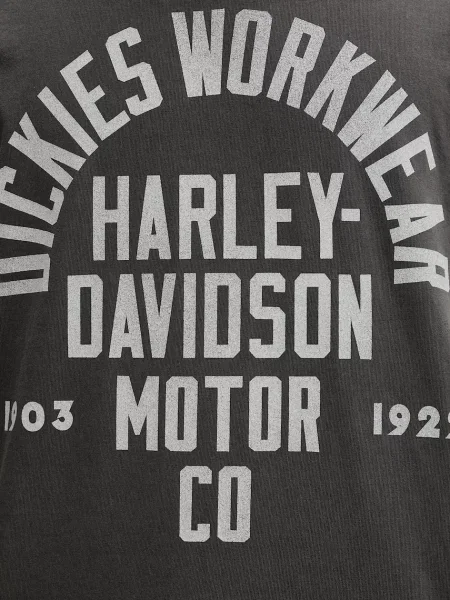 DICKIES WORKWEAR
HARLEY-
DAVIDSON
1903 MOTOR 1922
CO